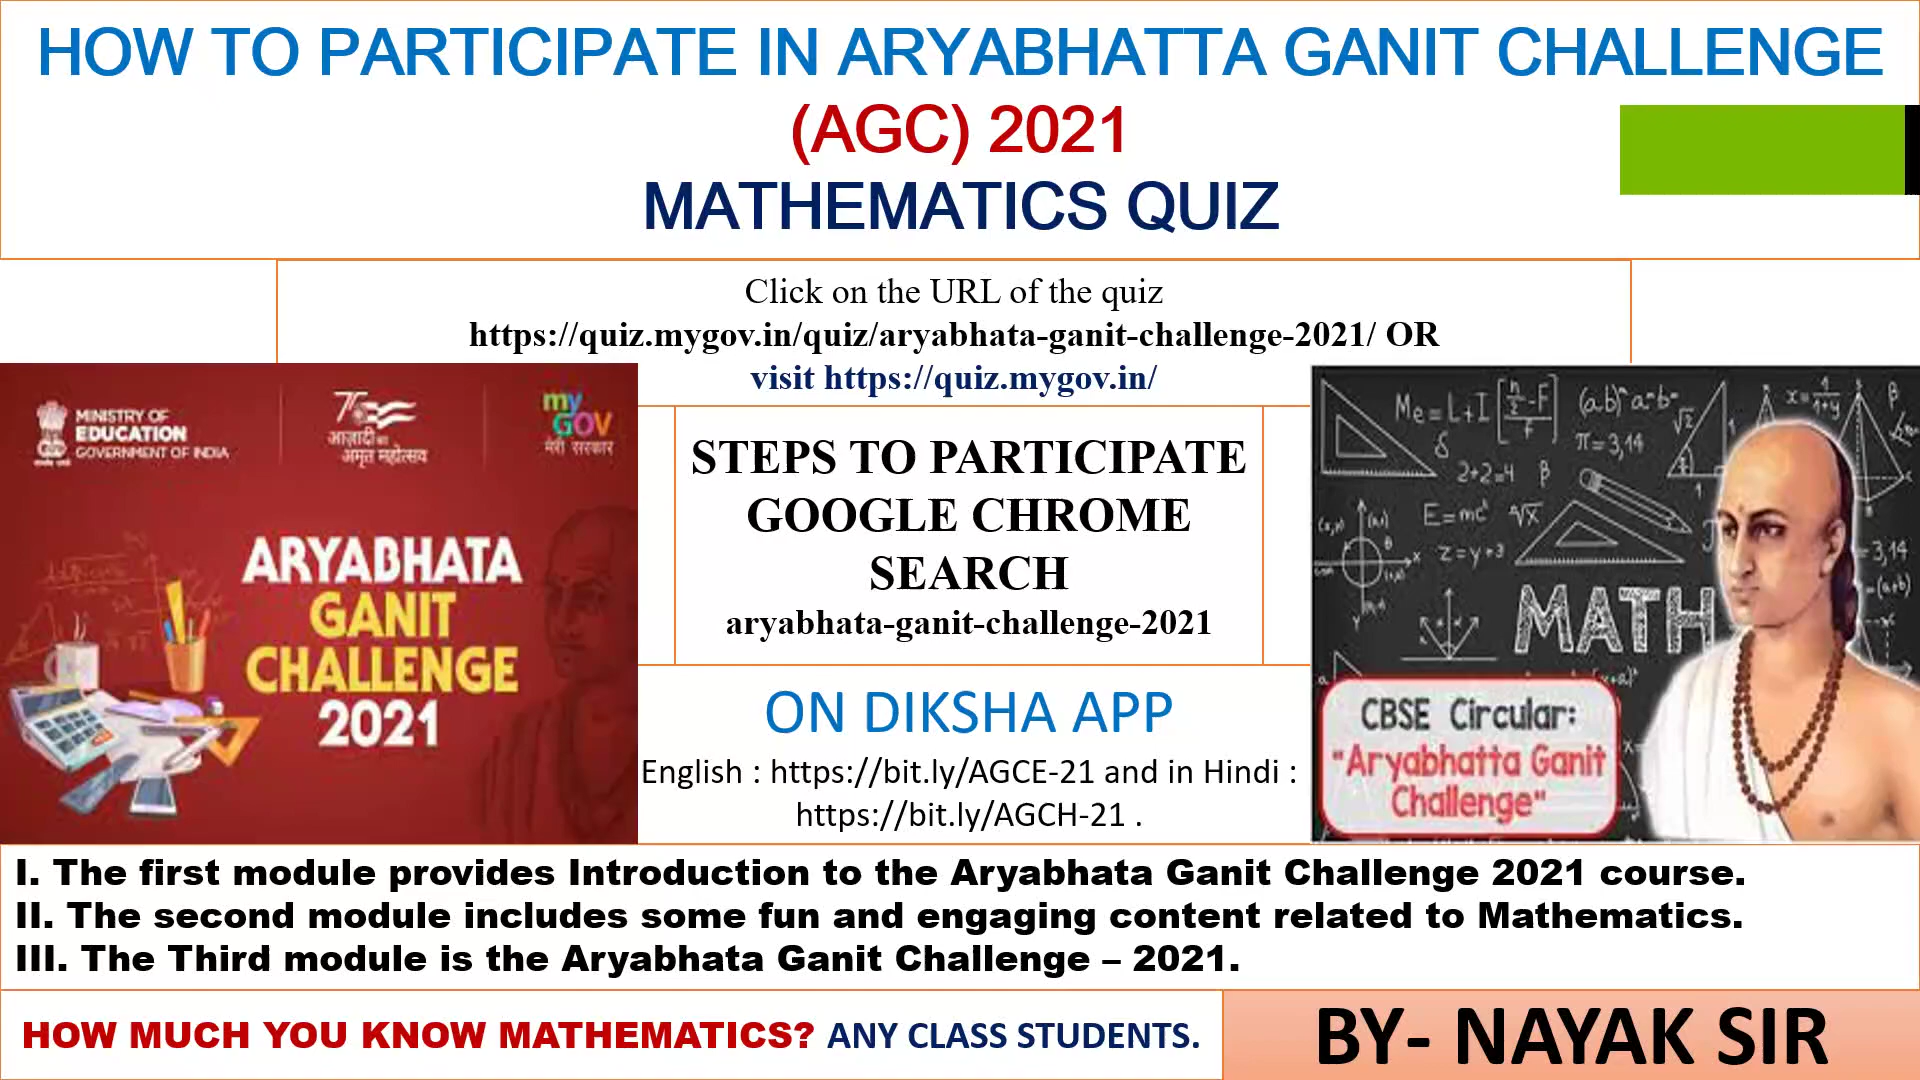 HOW TO PARTICIPATE IN ARYABHATTA GANIT CHALLENGE
(AGC) 2021
MATHEMATICS QUIZ
Click on the URL of the quiz
https://quiz.mygov.in/quiz/aryabhata-ganit-challenge-2021/ OR
visit https://quiz.mygov.in/
MINISTRY OF
EDUCATION
GOVERNMENT OF INDIA
आज़ादी का
अमृत महोत्सव
my
GOV
मेरी सरकार
ARYABHATA
GANIT
CHALLENGE
2021
STEPS TO PARTICIPATE
GOOGLE CHROME
SEARCH
aryabhata-ganit-challenge-2021
ON DIKSHA APP
English : https://bit.ly/AGCE-21 and in Hindi :
https://bit.ly/AGCH-21 .
2+2=4 β
π=3,14
E=mc²
z=y+3
MATH
CBSE Circular:
"Aryabhatta Ganit
Challenge"
I. The first module provides Introduction to the Aryabhata Ganit Challenge 2021 course.
II. The second module includes some fun and engaging content related to Mathematics.
III. The Third module is the Aryabhata Ganit Challenge – 2021.
HOW MUCH YOU KNOW MATHEMATICS? ANY CLASS STUDENTS.
BY- NAYAK SIR